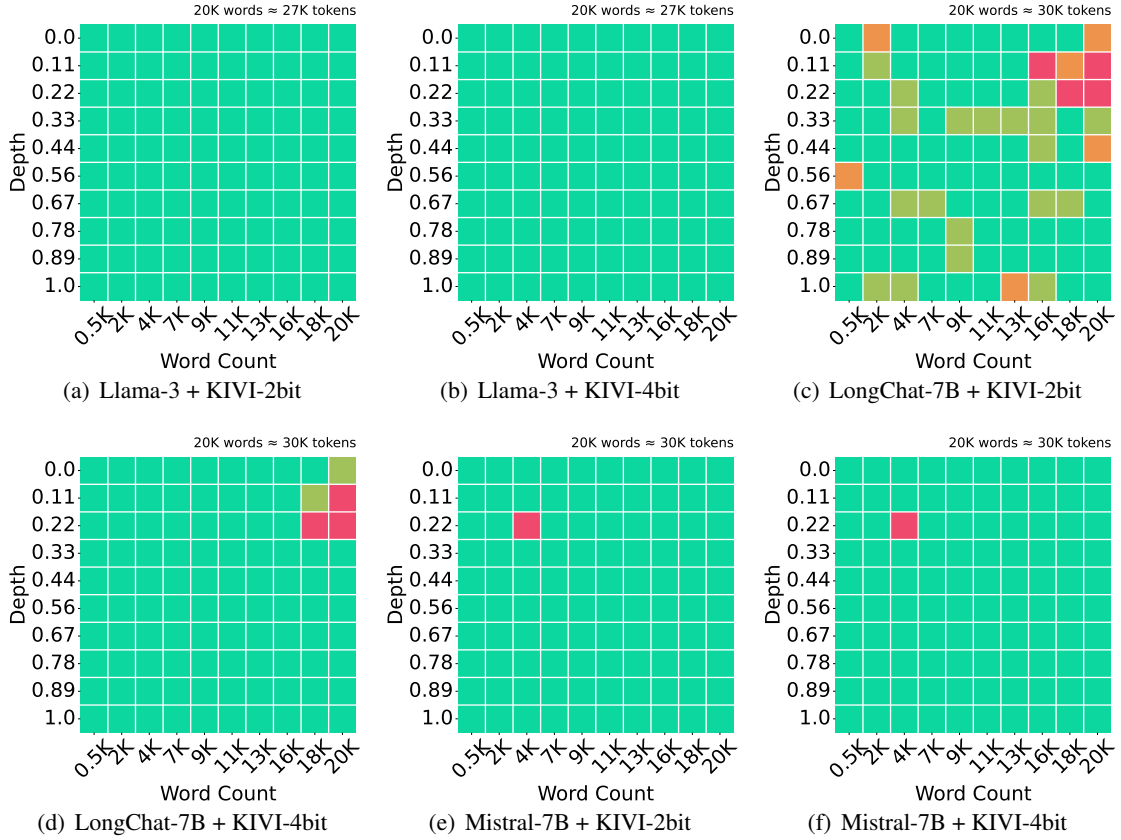 20K words ≈ 27K tokens
Depth
0.0
0.11
0.22
0.33
0.44
0.56
0.67
0.78
0.89
1.0
0.5K 2K 4K 7K 9K 11K 13K 16K 18K 20K
Word Count
(a) Llama-3 + KIVI-2bit
20K words ≈ 27K tokens
Depth
0.0
0.11
0.22
0.33
0.44
0.56
0.67
0.78
0.89
1.0
0.5K 2K 4K 7K 9K 11K 13K 16K 18K 20K
Word Count
(b) Llama-3 + KIVI-4bit
20K words ≈ 30K tokens
Depth
0.0
0.11
0.22
0.33
0.44
0.56
0.67
0.78
0.89
1.0
0.5K 2K 4K 7K 9K 11K 13K 16K 18K 20K
Word Count
(c) LongChat-7B + KIVI-2bit
20K words ≈ 30K tokens
Depth
0.0
0.11
0.22
0.33
0.44
0.56
0.67
0.78
0.89
1.0
0.5K 2K 4K 7K 9K 11K 13K 16K 18K 20K
Word Count
(d) LongChat-7B + KIVI-4bit
20K words ≈ 30K tokens
Depth
0.0
0.11
0.22
0.33
0.44
0.56
0.67
0.78
0.89
1.0
0.5K 2K 4K 7K 9K 11K 13K 16K 18K 20K
Word Count
(e) Mistral-7B + KIVI-2bit
20K words ≈ 30K tokens
Depth
0.0
0.11
0.22
0.33
0.44
0.56
0.67
0.78
0.89
1.0
0.5K 2K 4K 7K 9K 11K 13K 16K 18K 20K
Word Count
(f) Mistral-7B + KIVI-4bit